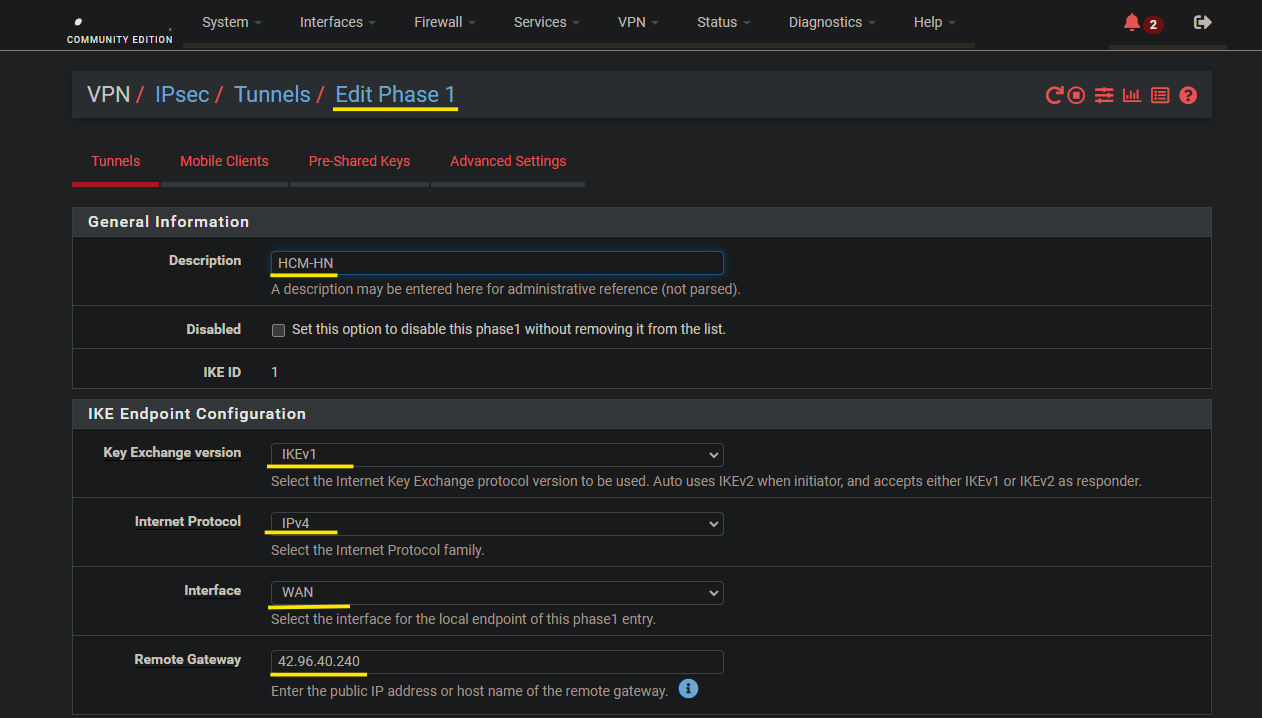 COMMUNITY EDITION
System Interfaces Firewall Services VPN Status Diagnostics Help 2
VPN / IPsec / Tunnels / Edit Phase 1
Tunnels Mobile Clients Pre-Shared Keys Advanced Settings
General Information
Description HCM-HN
A description may be entered here for administrative reference (not parsed).
Disabled Set this option to disable this phase1 without removing it from the list.
IKE ID 1
IKE Endpoint Configuration
Key Exchange version IKEv1
Select the Internet Key Exchange protocol version to be used. Auto uses IKEv2 when initiator, and accepts either IKEv1 or IKEv2 as responder.
Internet Protocol IPv4
Select the Internet Protocol family.
Interface WAN
Select the interface for the local endpoint of this phase1 entry.
Remote Gateway 42.96.40.240
Enter the public IP address or host name of the remote gateway.